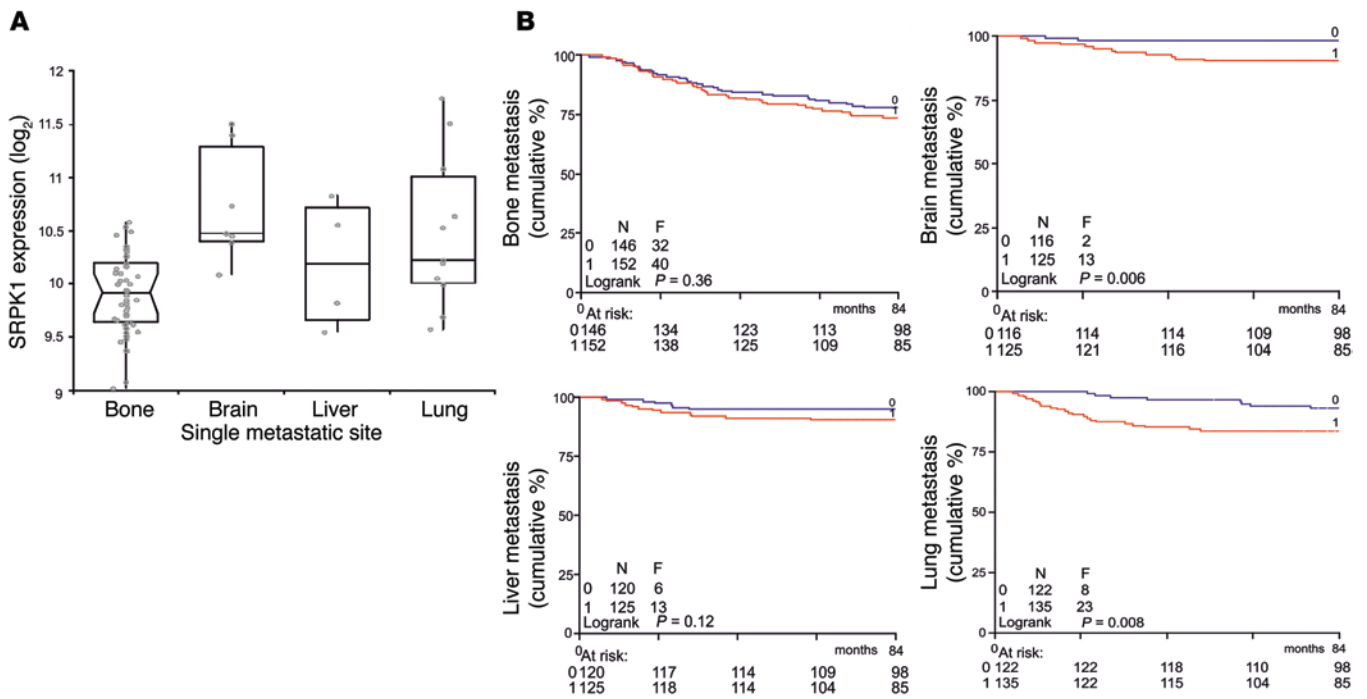 A
SRPK1 expression (log2)
12
11.5
11
10.5
10
9.5
9
Bone Brain Liver Lung
Single metastatic site
B
Bone metastasis
(cumulative %)
100
75
50
25
0
0
1
N F
0 146 32
1 152 40
Logrank P = 0.36
0 months 84
At risk:
0 146 134 123 113 98
1 152 138 125 109 85
Brain metastasis
(cumulative %)
100
75
50
25
0
0
1
N F
0 116 2
1 125 13
Logrank P = 0.006
0 months 84
At risk:
0 116 114 114 109 98
1 125 121 116 104 85
Liver metastasis
(cumulative %)
100
75
50
25
0
0
1
N F
0 120 6
1 125 13
Logrank P = 0.12
0 months 84
At risk:
0 120 117 114 109 98
1 125 118 114 104 85
Lung metastasis
(cumulative %)
100
75
50
25
0
0
1
N F
0 122 8
1 135 23
Logrank P = 0.008
0 months 84
At risk:
0 122 122 118 110 98
1 135 122 115 104 85